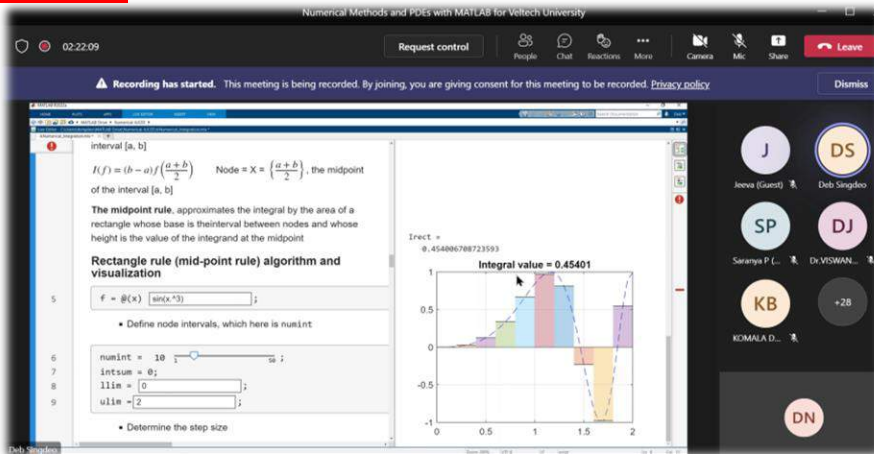 Numerical Methods and PDEs with MATLAB for Veltech University
02:22:09
Request control
People
Chat
Reactions
More
Camera
Mic
Share
Leave
Recording has started. This meeting is being recorded. By joining, you are giving consent for this meeting to be recorded. Privacy policy
Dismiss
interval [a, b]
I(f) = (b − a)f((a + b)/2) Node = X = {(a + b)/2}, the midpoint
of the interval [a, b]
The midpoint rule, approximates the integral by the area of a
rectangle whose base is theinterval between nodes and whose
height is the value of the integrand at the midpoint
Rectangle rule (mid-point rule) algorithm and
visualization
5 f = @(x) sin(x.^3) ;
▪ Define node intervals, which here is numint
6 numint = 10 1 50 ;
7 intsum = 0;
8 llim = 0 ;
9 ulim = 2 ;
▪ Determine the step size
Irect =
0.454006708723593
Integral value = 0.45401
1
0.5
0
-0.5
-1
0 0.5 1 1.5 2
J
Jeeva (Guest)
DS
Deb Singdeo
SP
Saranya P (...
DJ
Dr.VISWAN...
KB
KOMALA D...
+28
DN
Deb Singdeo